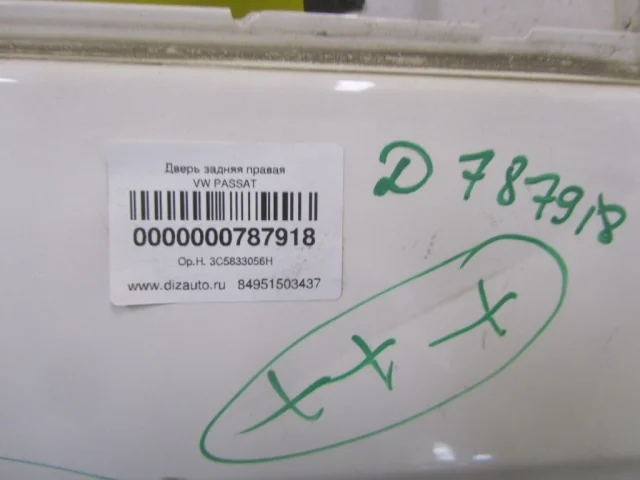 Дверь задняя правая
VW PASSAT
0000000787918
Ор.Н. 3C5833056H
www.dizauto.ru 84951503437
D 787918
X X X